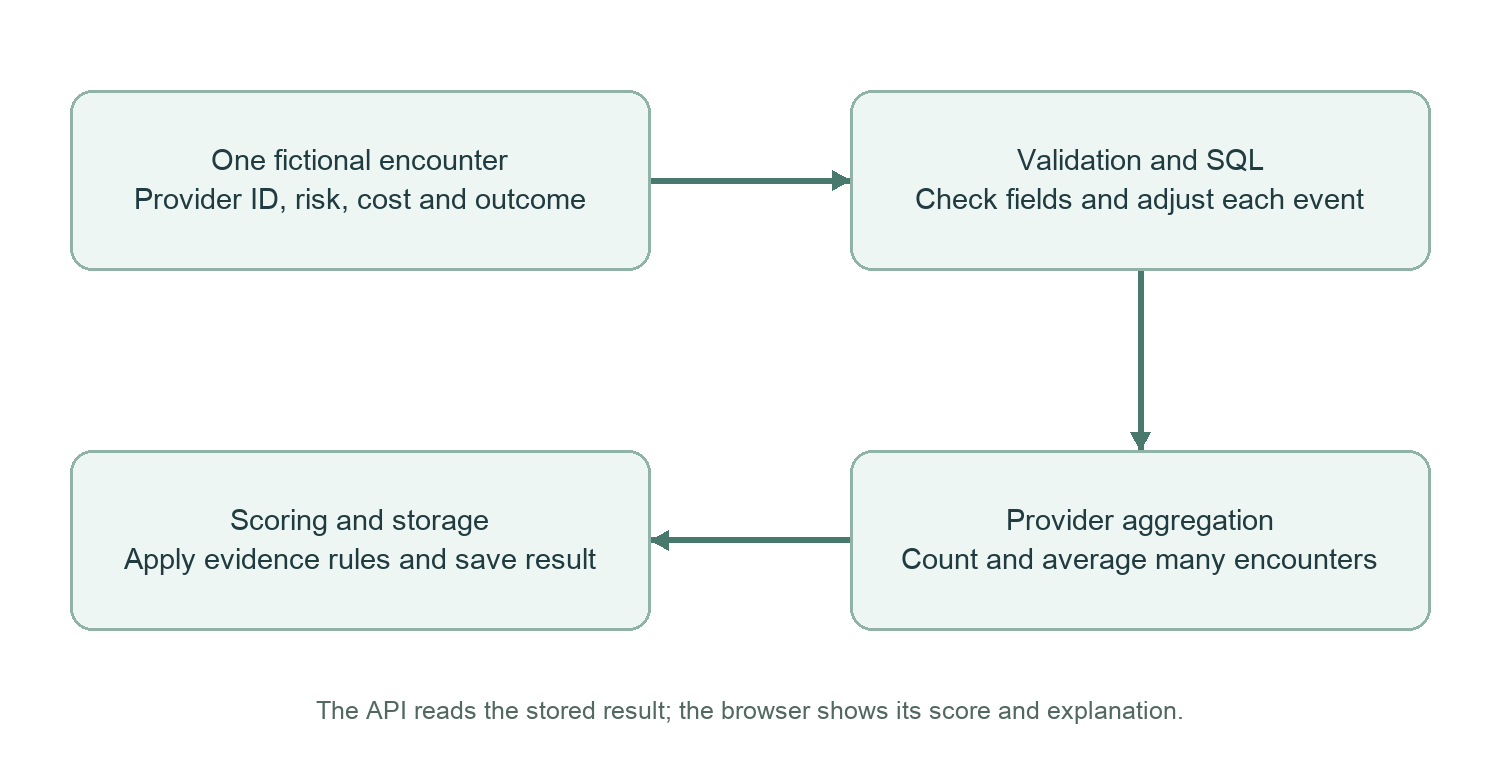 One fictional encounter
Provider ID, risk, cost and outcome
Validation and SQL
Check fields and adjust each event
Provider aggregation
Count and average many encounters
Scoring and storage
Apply evidence rules and save result
The API reads the stored result; the browser shows its score and explanation.